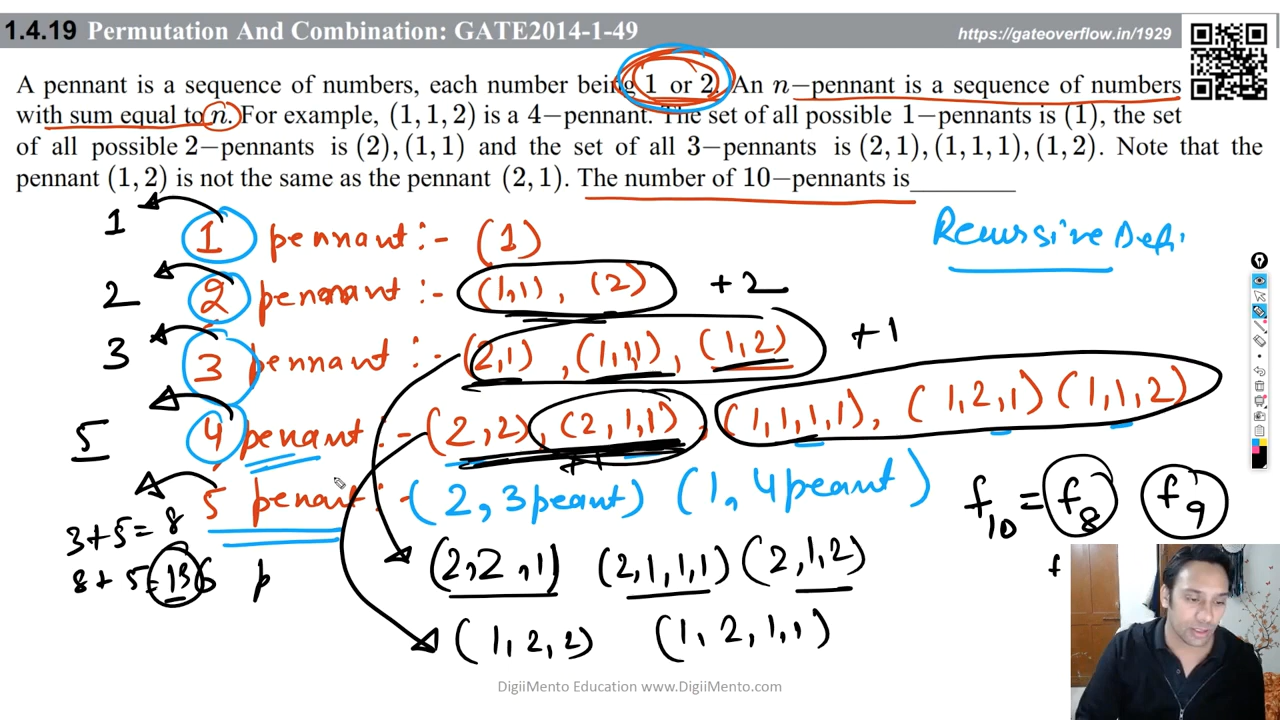 1.4.19 Permutation And Combination: GATE2014-1-49
https://gateoverflow.in/1929
A pennant is a sequence of numbers, each number being 1 or 2. An n−pennant is a sequence of numbers
with sum equal to n. For example, (1, 1, 2) is a 4−pennant. The set of all possible 1−pennants is (1), the set
of all possible 2−pennants is (2), (1, 1) and the set of all 3−pennants is (2, 1), (1, 1, 1), (1, 2). Note that the
pennant (1, 2) is not the same as the pennant (2, 1). The number of 10−pennants is________
1 1 pennant :- (1)
Recursive Defi
2 2 pennant :- (1,1), (2) +2
3 3 pennant :- (2,1), (1,1,1), (1,2) +1
5 4 penant :- (2,2), (2,1,1), (1,1,1,1), (1,2,1) (1,1,2)
+1
5 penant :- (2, 3peant) (1, 4peant)
f10 = f8 f9
3+5=8
(2,2,1) (2,1,1,1) (2,1,2)
8+5=13 6 p
f
(1,2,2) (1,2,1,1)
DigiiMento Education www.DigiiMento.com